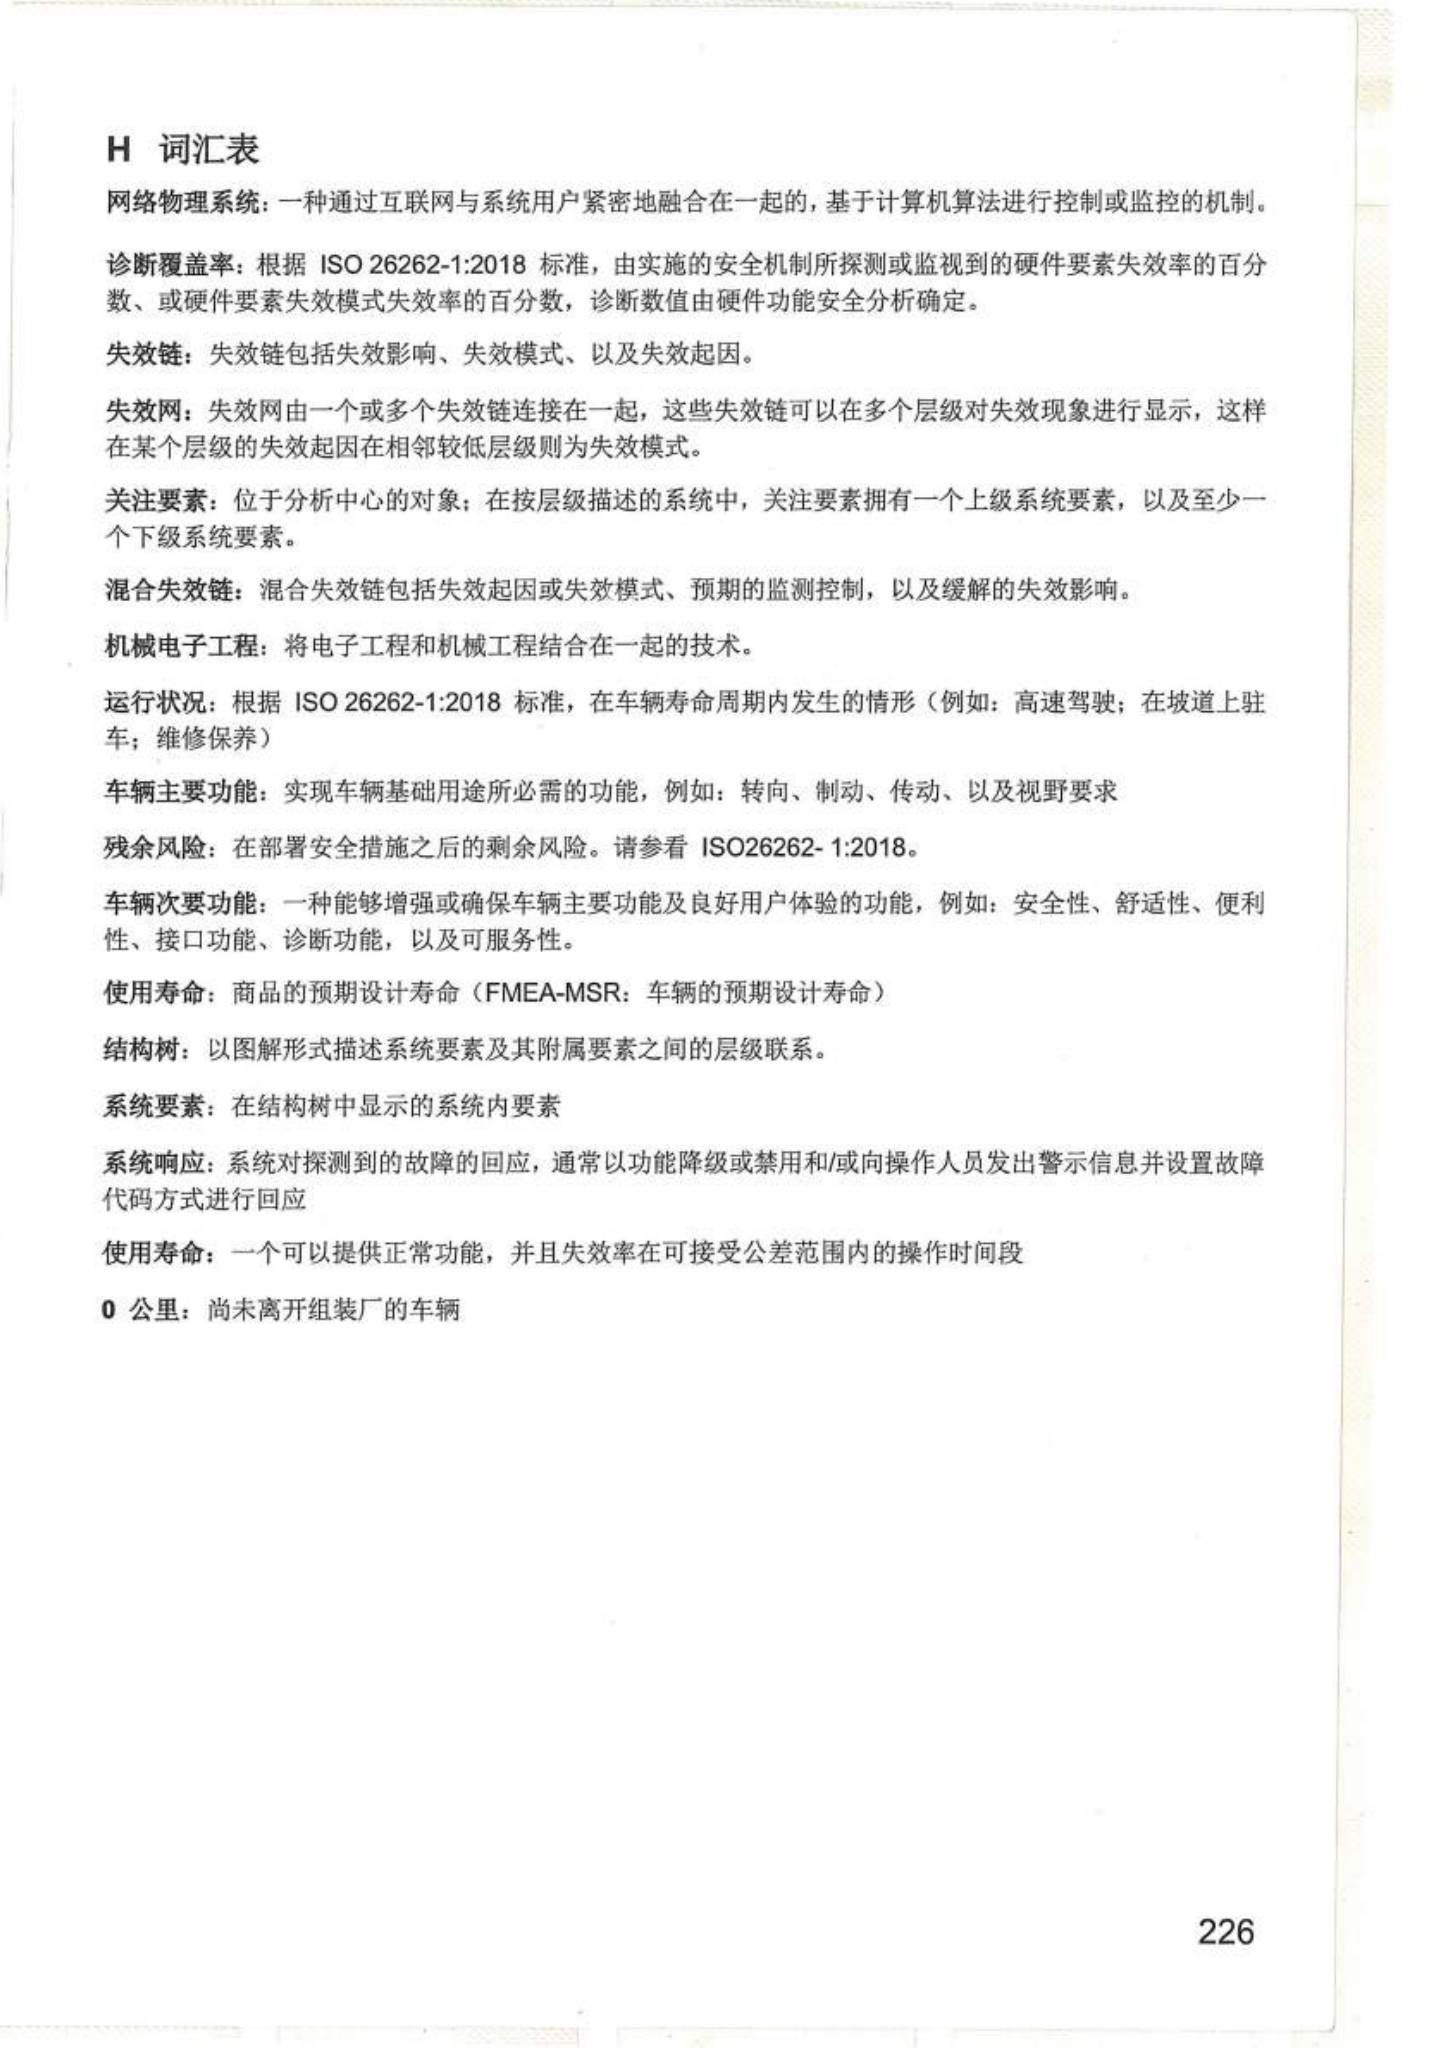 H 词汇表
网络物理系统：一种通过互联网与系统用户紧密地融合在一起的，基于计算机算法进行控制或监控的机制。
诊断覆盖率：根据 ISO 26262-1:2018 标准，由实施的安全机制所探测或监视到的硬件要素失效率的百分
数、或硬件要素失效模式失效率的百分数，诊断数值由硬件功能安全分析确定。
失效链：失效链包括失效影响、失效模式、以及失效起因。
失效网：失效网由一个或多个失效链连接在一起，这些失效链可以在多个层级对失效现象进行显示，这样
在某个层级的失效起因在相邻较低层级则为失效模式。
关注要素：位于分析中心的对象；在按层级描述的系统中，关注要素拥有一个上级系统要素，以及至少一
个下级系统要素。
混合失效链：混合失效链包括失效起因或失效模式、预期的监测控制，以及缓解的失效影响。
机械电子工程：将电子工程和机械工程结合在一起的技术。
运行状况：根据 ISO 26262-1:2018 标准，在车辆寿命周期内发生的情形（例如：高速驾驶；在坡道上驻
车；维修保养）
车辆主要功能：实现车辆基础用途所必需的功能，例如：转向、制动、传动、以及视野要求
残余风险：在部署安全措施之后的剩余风险。请参看 ISO26262- 1:2018。
车辆次要功能：一种能够增强或确保车辆主要功能及良好用户体验的功能，例如：安全性、舒适性、便利
性、接口功能、诊断功能，以及可服务性。
使用寿命：商品的预期设计寿命（FMEA-MSR：车辆的预期设计寿命）
结构树：以图解形式描述系统要素及其附属要素之间的层级联系。
系统要素：在结构树中显示的系统内要素
系统响应：系统对探测到的故障的回应，通常以功能降级或禁用和/或向操作人员发出警示信息并设置故障
代码方式进行回应
使用寿命：一个可以提供正常功能，并且失效率在可接受公差范围内的操作时间段
0 公里：尚未离开组装厂的车辆
226